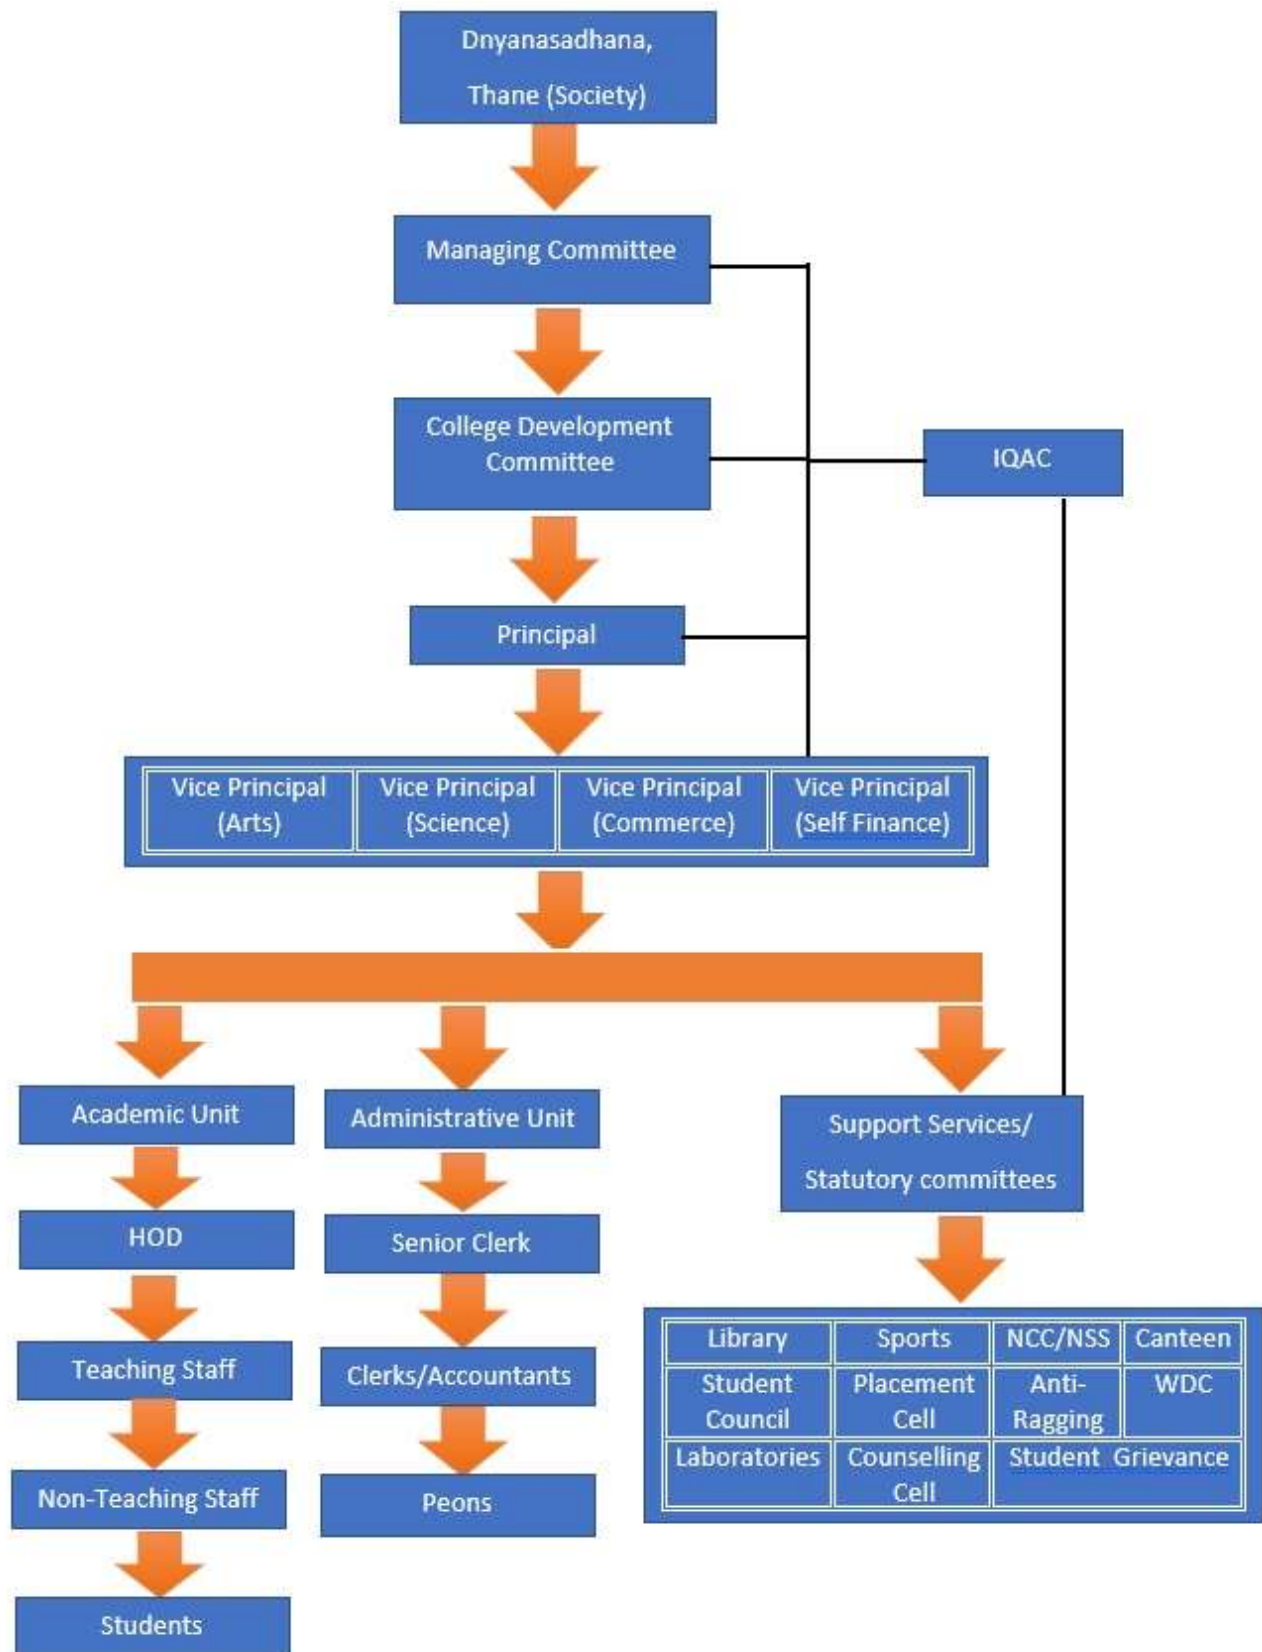 Dnyanasadhana,
Thane (Society)
Managing Committee
College Development
Committee
IQAC
Principal
Vice Principal
(Arts)
Vice Principal
(Science)
Vice Principal
(Commerce)
Vice Principal
(Self Finance)
Academic Unit
HOD
Teaching Staff
Non-Teaching Staff
Students
Administrative Unit
Senior Clerk
Clerks/Accountants
Peons
Support Services/
Statutory committees
Library
Sports
NCC/NSS
Canteen
Student
Council
Placement
Cell
Anti-
Ragging
WDC
Laboratories
Counselling
Cell
Student Grievance